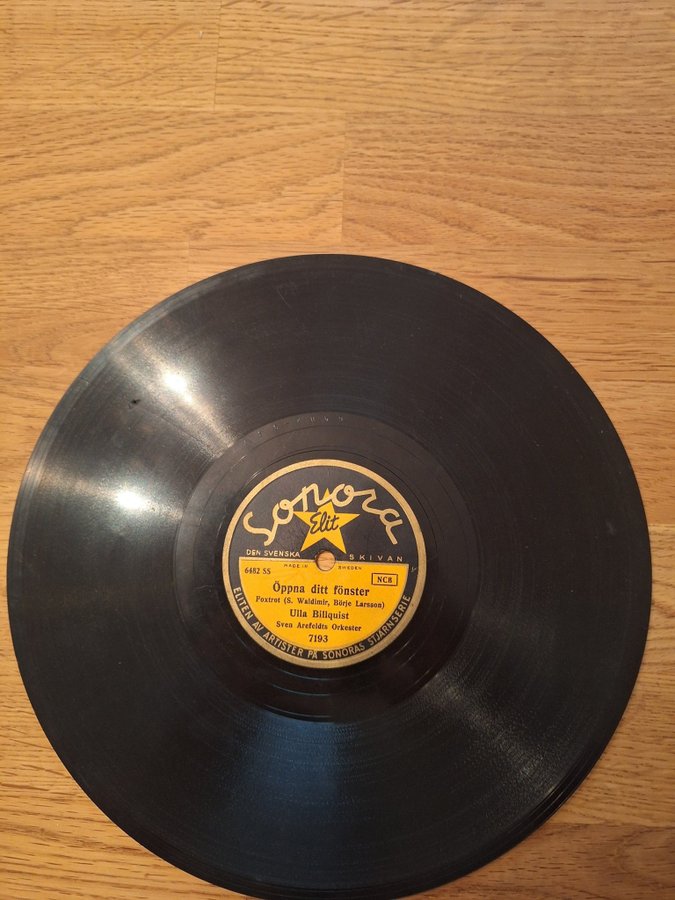 Sonora
Elit
DEN SVENSKA SKIVAN
MADE IN SWEDEN
6482 SS
NCB
Öppna ditt fönster
Foxtrot (S. Waldimir, Börje Larsson)
Ulla Billquist
Sven Arefeldts Orkester
7193
ELITEN AV ARTISTER PÅ SONORAS STJÄRNSERIE